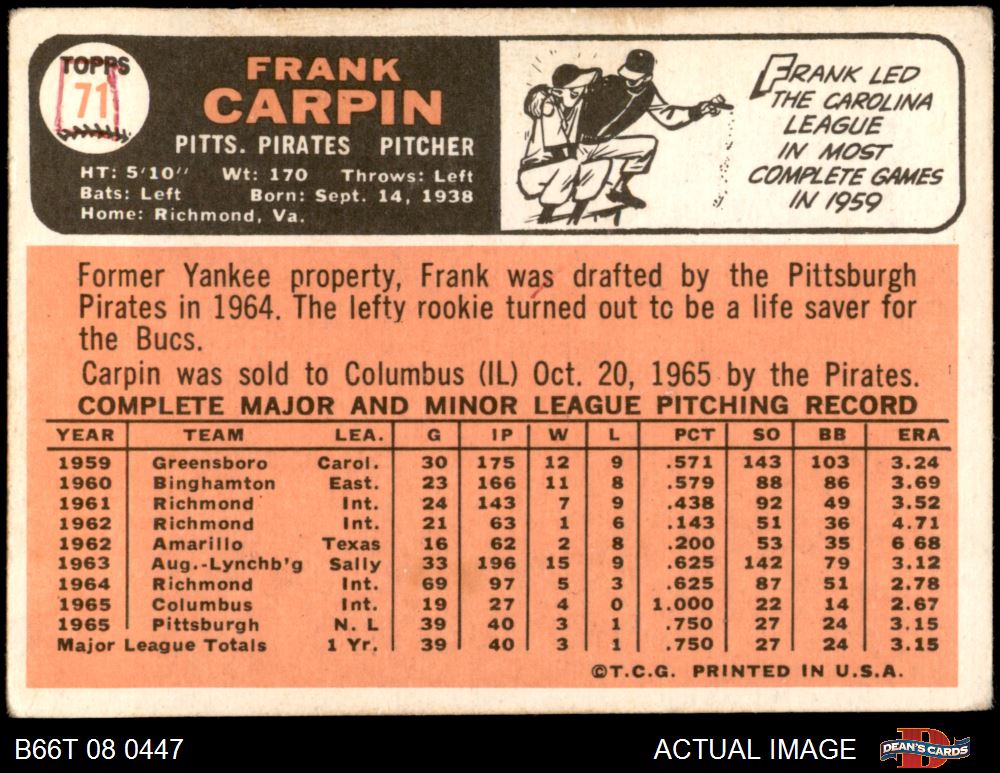 TOPPS
71
FRANK
CARPIN
PITTS. PIRATES PITCHER
HT: 5'10" Wt: 170 Throws: Left
Bats: Left Born: Sept. 14, 1938
Home: Richmond, Va.
FRANK LED
THE CAROLINA
LEAGUE
IN MOST
COMPLETE GAMES
IN 1959
Former Yankee property, Frank was drafted by the Pittsburgh
Pirates in 1964. The lefty rookie turned out to be a life saver for
the Bucs.
Carpin was sold to Columbus (IL) Oct. 20, 1965 by the Pirates.
COMPLETE MAJOR AND MINOR LEAGUE PITCHING RECORD
YEAR TEAM LEA. G IP W L PCT SO BB ERA
1959 Greensboro Carol. 30 175 12 9 .571 143 103 3.24
1960 Binghamton East. 23 166 11 8 .579 88 86 3.69
1961 Richmond Int. 24 143 7 9 .438 92 49 3.52
1962 Richmond Int. 21 63 1 6 .143 51 36 4.71
1962 Amarillo Texas 16 62 2 8 .200 53 35 6 68
1963 Aug.-Lynchb'g Sally 33 196 15 9 .625 142 79 3.12
1964 Richmond Int. 69 97 5 3 .625 87 51 2.78
1965 Columbus Int. 19 27 4 0 1.000 22 14 2.67
1965 Pittsburgh N. L 39 40 3 1 .750 27 24 3.15
Major League Totals 1 Yr. 39 40 3 1 .750 27 24 3.15
©T.C.G. PRINTED IN U.S.A.
B66T 08 0447 ACTUAL IMAGE DEAN'S CARDS